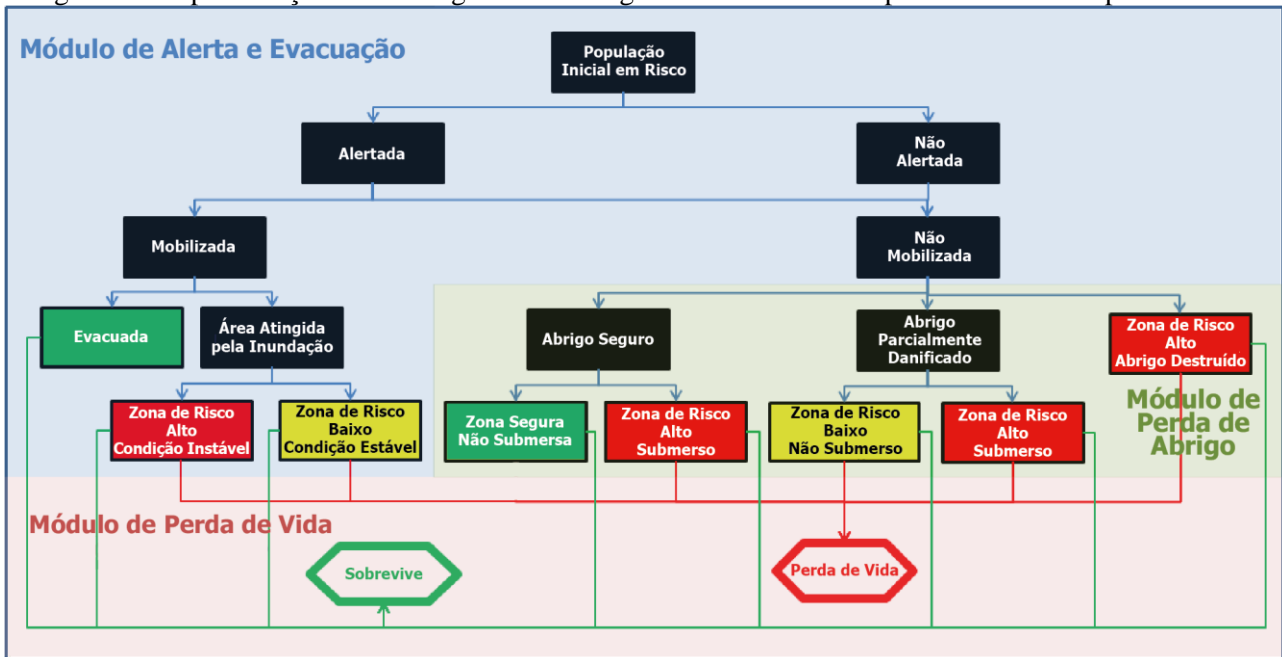 Módulo de Alerta e Evacuação
População
Inicial em Risco
Alertada
Não
Alertada
Mobilizada
Não
Mobilizada
Evacuada
Área Atingida
pela Inundação
Abrigo Seguro
Abrigo
Parcialmente
Danificado
Zona de Risco
Alto
Abrigo Destruído
Zona de Risco
Alto
Condição Instável
Zona de Risco
Baixo
Condição Estável
Zona Segura
Não Submersa
Zona de Risco
Alto
Submerso
Zona de Risco
Baixo
Não Submerso
Zona de Risco
Alto
Submerso
Módulo de
Perda de
Abrigo
Módulo de Perda de Vida
Sobrevive
Perda de Vida